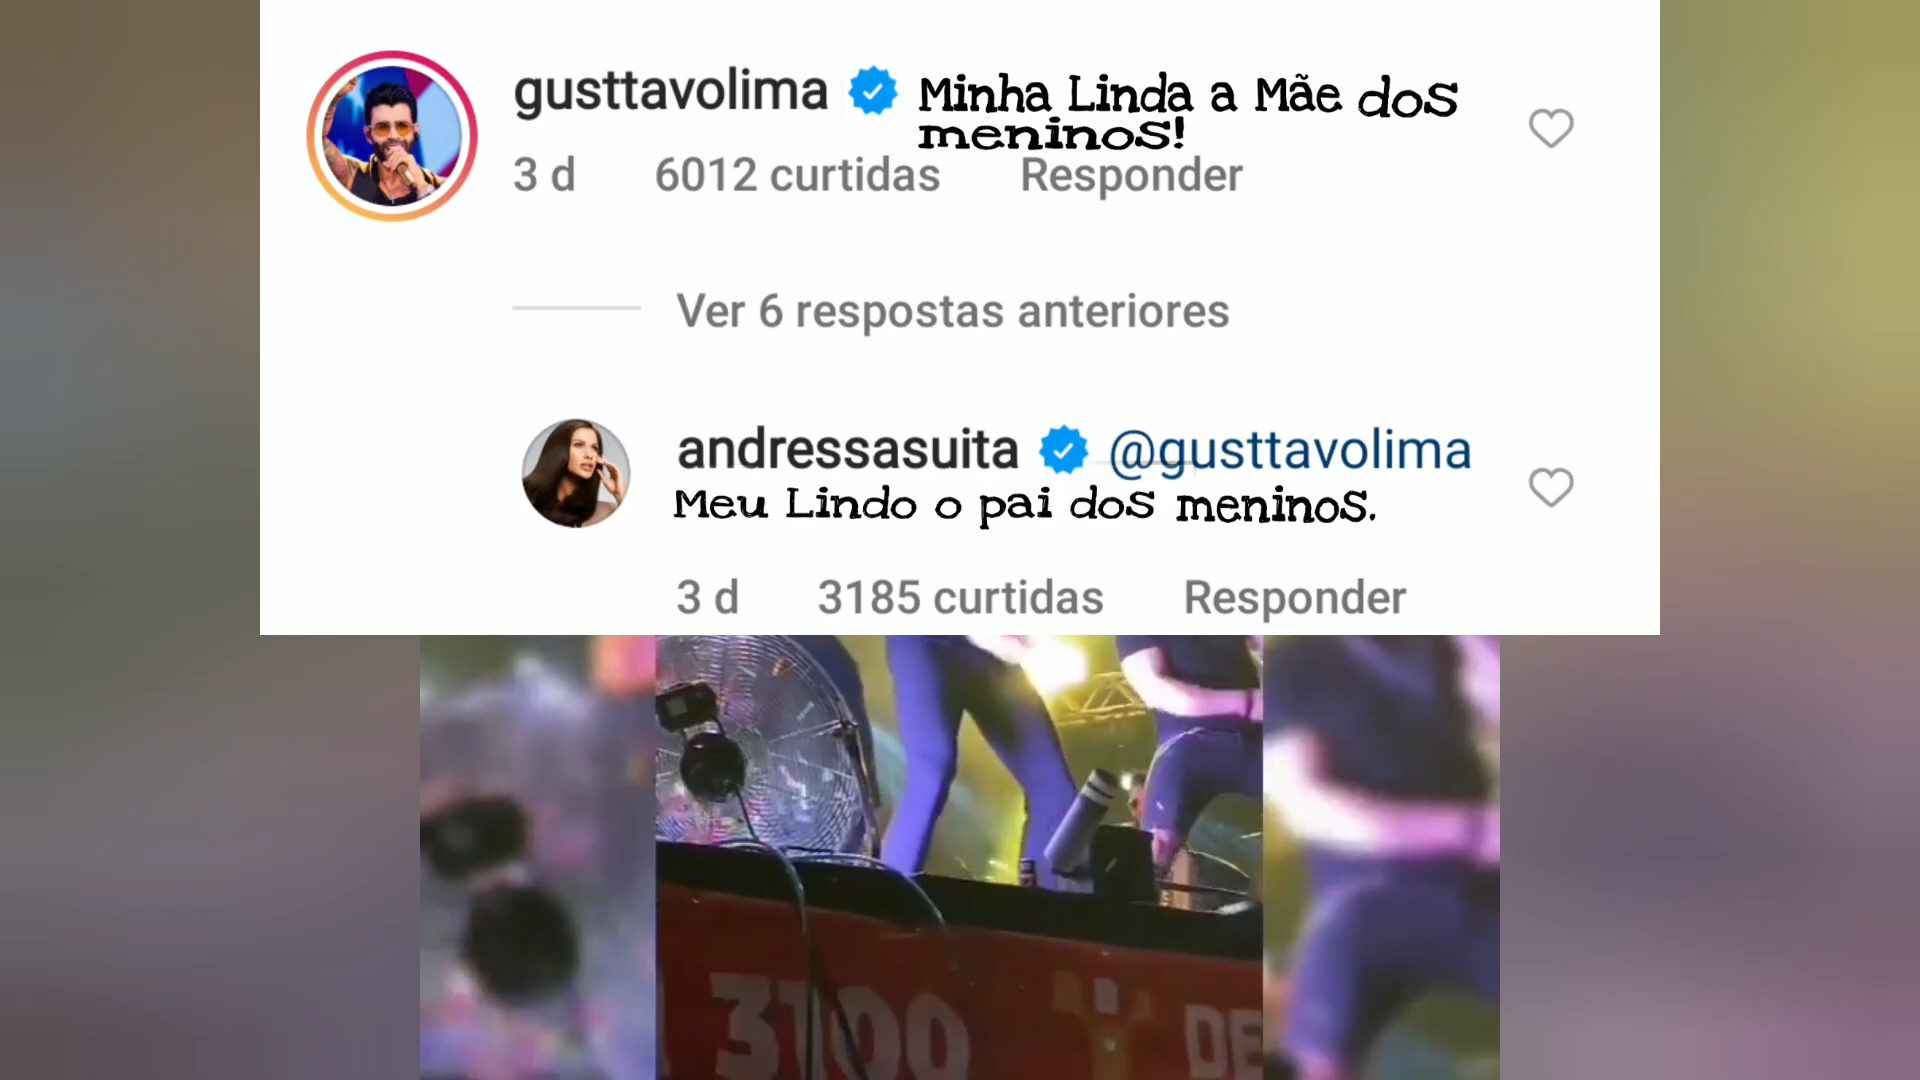 gusttavolima Minha Linda a Mãe dos
meninos!
3 d 6012 curtidas Responder
Ver 6 respostas anteriores
andressasuita @gusttavolima
Meu Lindo o pai dos meninos.
3 d 3185 curtidas Responder
3100 DE